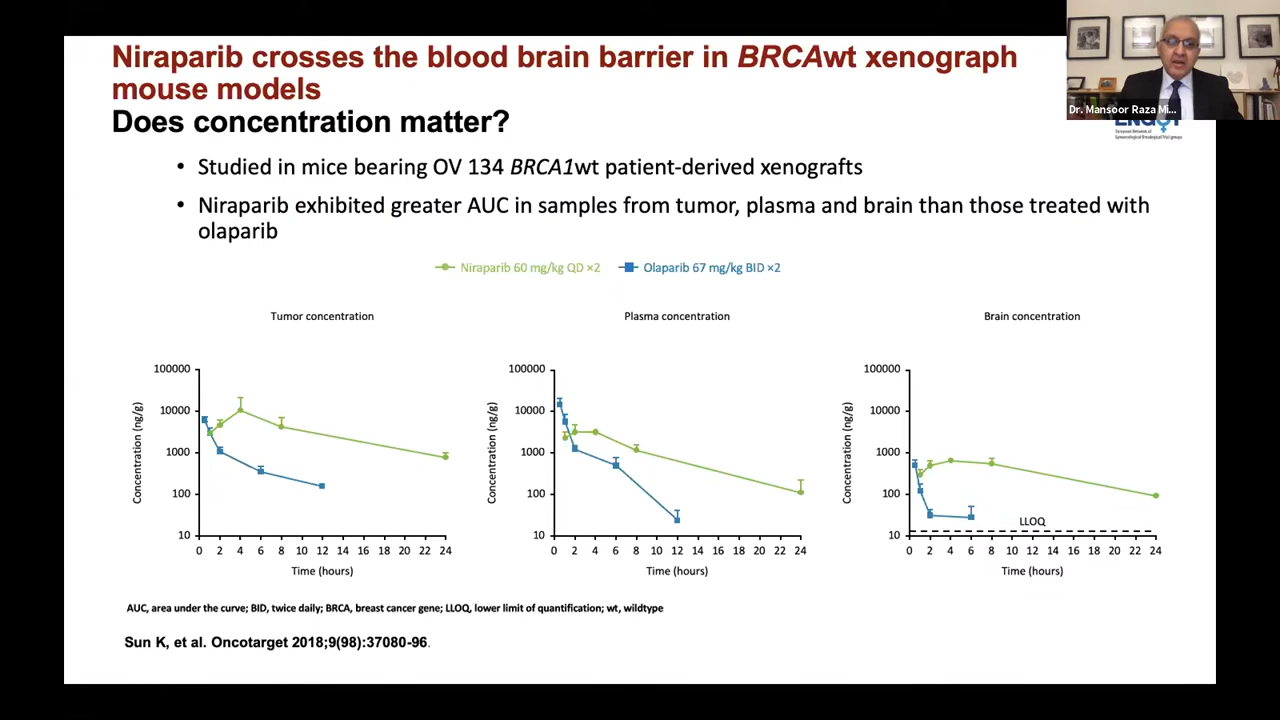 Niraparib crosses the blood brain barrier in BRCAwt xenograph
mouse models
Does concentration matter?
Dr. Mansoor Raza Mi...
European Network of
Gynaecological Oncological Trial groups
• Studied in mice bearing OV 134 BRCA1wt patient-derived xenografts
• Niraparib exhibited greater AUC in samples from tumor, plasma and brain than those treated with
olaparib
Niraparib 60 mg/kg QD ×2
Olaparib 67 mg/kg BID ×2
Tumor concentration
Concentration (ng/g)
100000
10000
1000
100
10
0 2 4 6 8 10 12 14 16 18 20 22 24
Time (hours)
Plasma concentration
Concentration (ng/g)
100000
10000
1000
100
10
0 2 4 6 8 10 12 14 16 18 20 22 24
Time (hours)
Brain concentration
Concentration (ng/g)
100000
10000
1000
100
10
LLOQ
0 2 4 6 8 10 12 14 16 18 20 22 24
Time (hours)
AUC, area under the curve; BID, twice daily; BRCA, breast cancer gene; LLOQ, lower limit of quantification; wt, wildtype
Sun K, et al. Oncotarget 2018;9(98):37080-96.